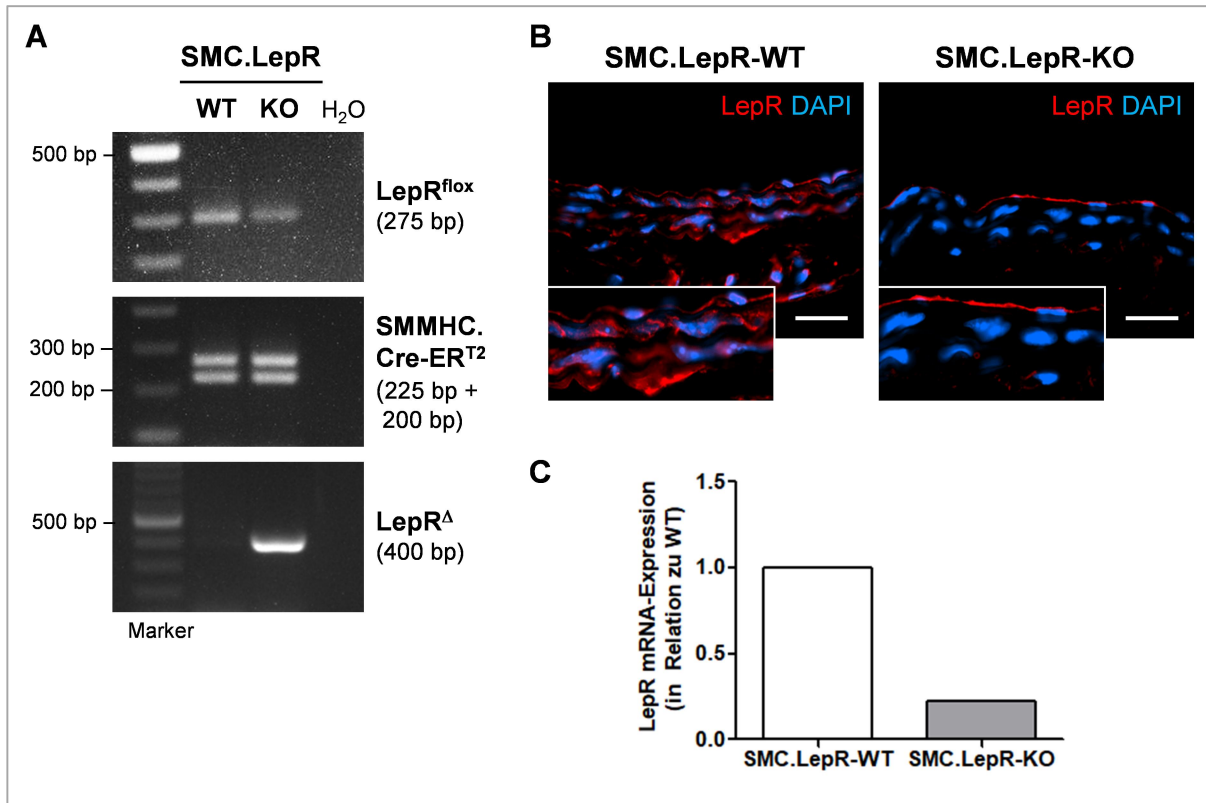 A
SMC.LepR
WT KO H₂O
500 bp
LepR^flox
(275 bp)
300 bp
200 bp
SMMHC.
Cre-ER^T2
(225 bp +
200 bp)
500 bp
LepR^Δ
(400 bp)
Marker
B
SMC.LepR-WT
LepR DAPI
SMC.LepR-KO
LepR DAPI
C
LepR mRNA-Expression
(in Relation zu WT)
1.5
1.0
0.5
0.0
SMC.LepR-WT SMC.LepR-KO